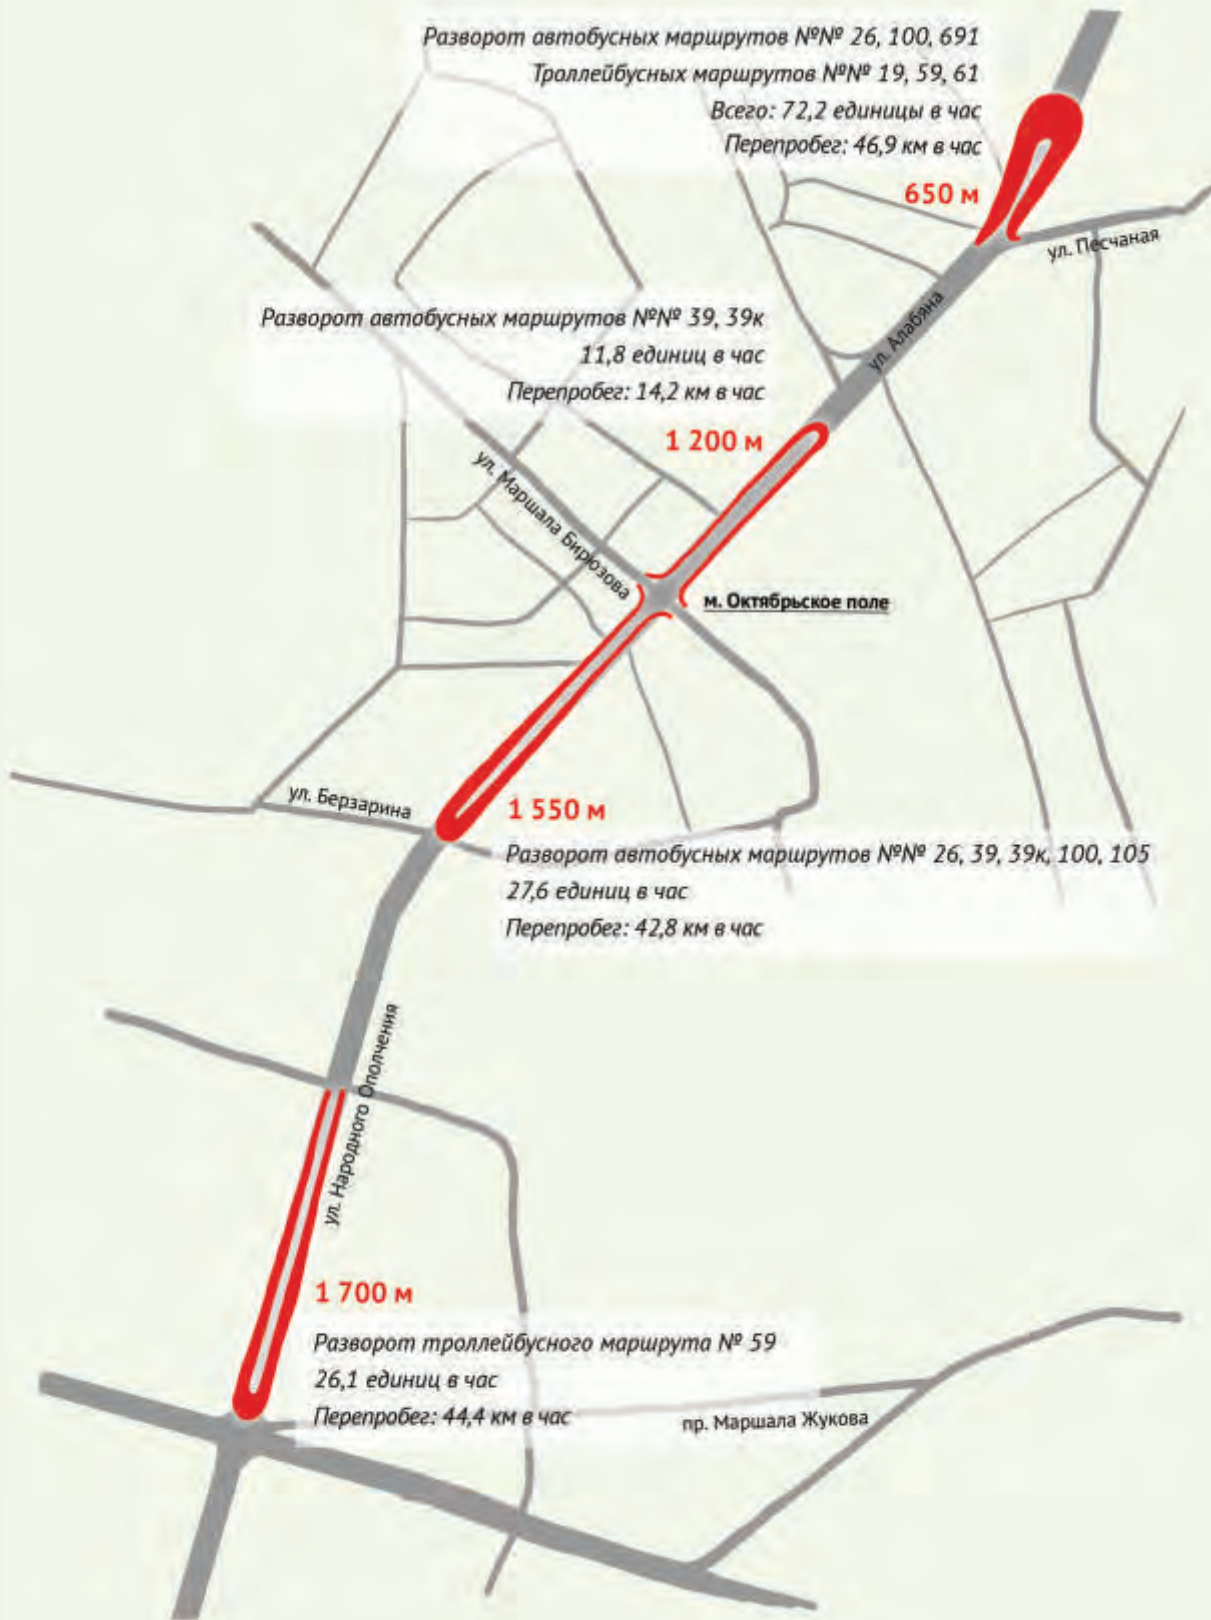 Разворот автобусных маршрутов №№ 26, 100, 691
Троллейбусных маршрутов №№ 19, 59, 61
Всего: 72,2 единицы в час
Перепробег: 46,9 км в час
650 м
ул. Песчаная
ул. Алабяна
Разворот автобусных маршрутов №№ 39, 39к
11,8 единиц в час
Перепробег: 14,2 км в час
1 200 м
ул. Маршала Бирюзова
м. Октябрьское поле
ул. Берзарина
1 550 м
Разворот автобусных маршрутов №№ 26, 39, 39к, 100, 105
27,6 единиц в час
Перепробег: 42,8 км в час
ул. Народного Ополчения
1 700 м
Разворот троллейбусного маршрута № 59
26,1 единиц в час
Перепробег: 44,4 км в час
пр. Маршала Жукова